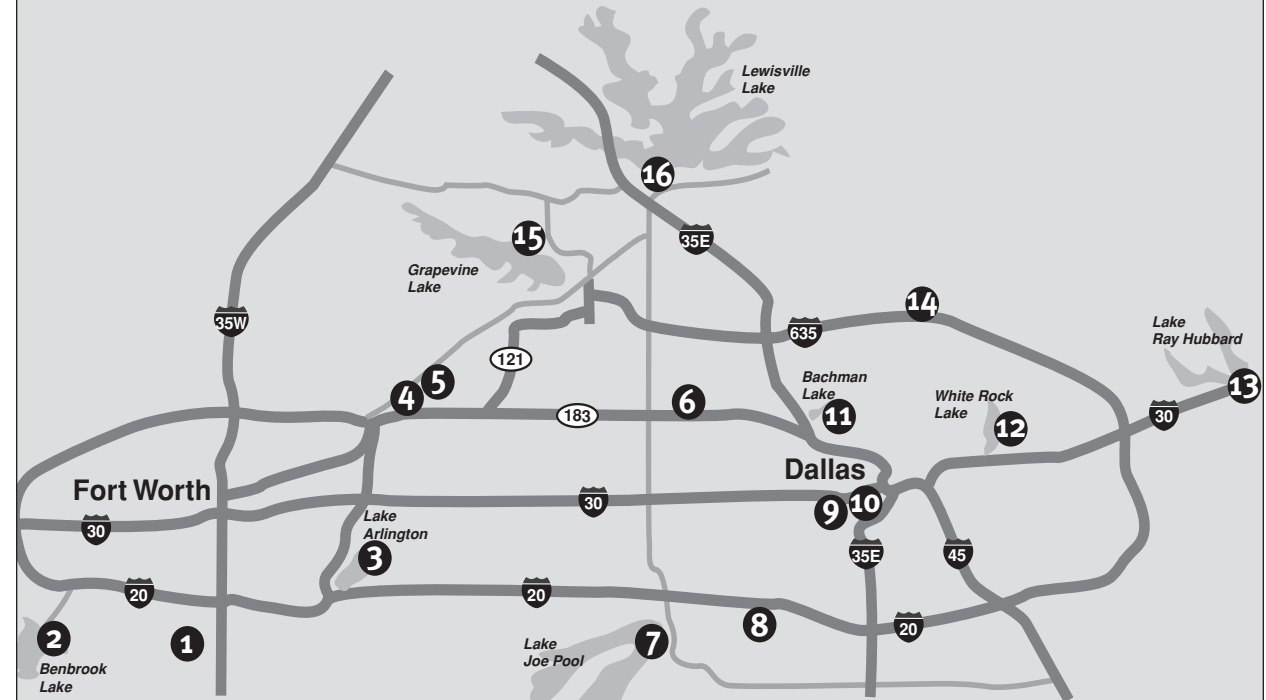 Lewisville
Lake
16
15
35E
Grapevine
Lake
14
35W
635
Lake
Ray Hubbard
121
Bachman
Lake
5
4
183
6
11
White Rock
Lake
12
30
13
Dallas
Fort Worth
30
30
9
10
Lake
Arlington
3
35E
45
20
20
20
2
1
Benbrook
Lake
Lake
Joe Pool
7
8